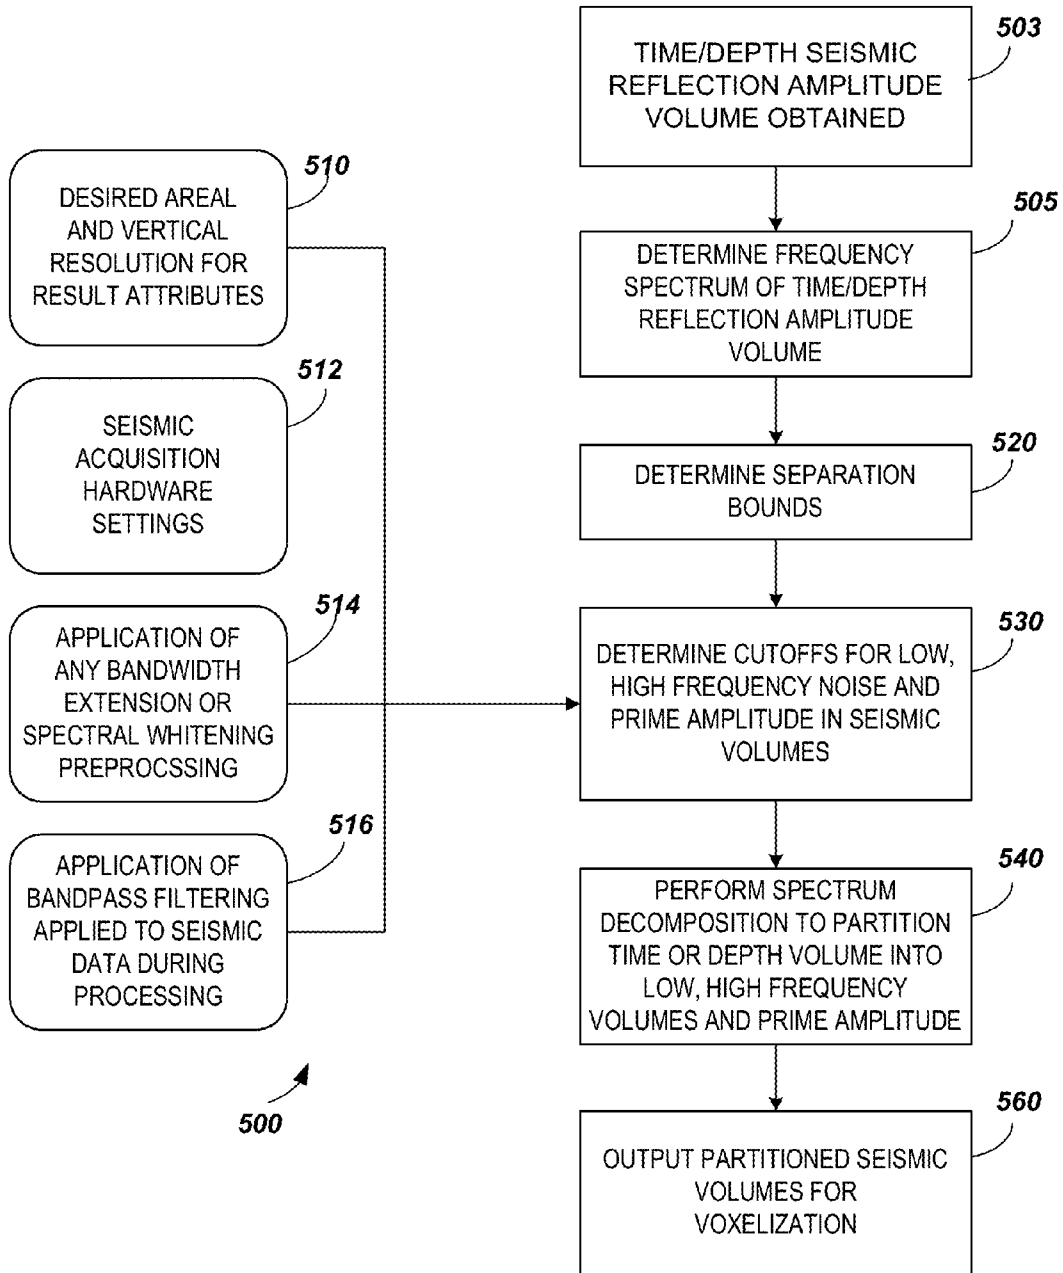 503
TIME/DEPTH SEISMIC
REFLECTION AMPLITUDE
VOLUME OBTAINED
510
DESIRED AREAL
AND VERTICAL
RESOLUTION FOR
RESULT ATTRIBUTES
505
DETERMINE FREQUENCY
SPECTRUM OF TIME/DEPTH
REFLECTION AMPLITUDE
VOLUME
512
SEISMIC
ACQUISITION
HARDWARE
SETTINGS
520
DETERMINE SEPARATION
BOUNDS
514
APPLICATION OF
ANY BANDWIDTH
EXTENSION OR
SPECTRAL WHITENING
PREPROCSSING
530
DETERMINE CUTOFFS FOR LOW,
HIGH FREQUENCY NOISE AND
PRIME AMPLITUDE IN SEISMIC
VOLUMES
516
APPLICATION OF
BANDPASS FILTERING
APPLIED TO SEISMIC
DATA DURING
PROCESSING
540
PERFORM SPECTRUM
DECOMPOSITION TO PARTITION
TIME OR DEPTH VOLUME INTO
LOW, HIGH FREQUENCY
VOLUMES AND PRIME AMPLITUDE
500
560
OUTPUT PARTITIONED SEISMIC
VOLUMES FOR
VOXELIZATION